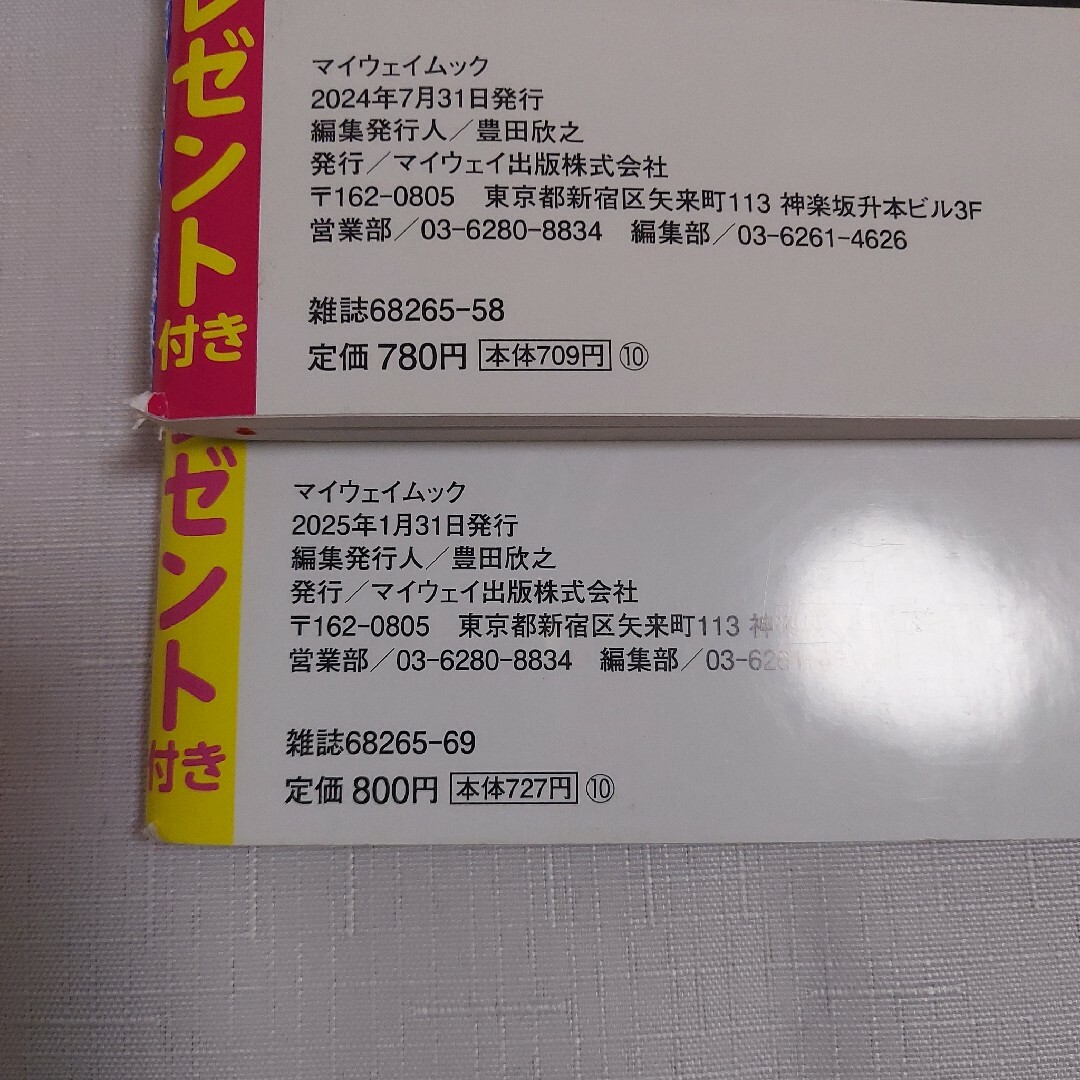 レゼント付き
マイウェイムック
2024年7月31日発行
編集発行人／豊田欣之
発行／マイウェイ出版株式会社
〒162-0805　東京都新宿区矢来町113 神楽坂升本ビル3F
営業部／03-6280-8834　編集部／03-6261-4626
雑誌68265-58
定価 780円 本体709円 ⑩
ゼント付き
マイウェイムック
2025年1月31日発行
編集発行人／豊田欣之
発行／マイウェイ出版株式会社
〒162-0805　東京都新宿区矢来町113 神
営業部／03-6280-8834　編集部／
雑誌68265-69
定価 800円 本体727円 ⑩